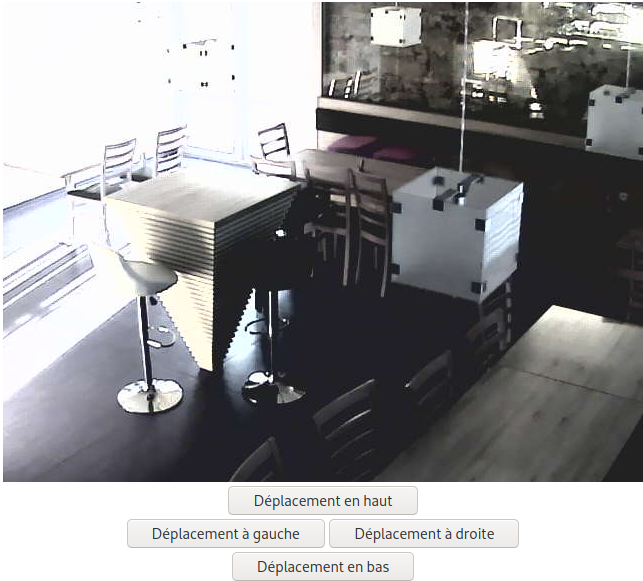 Déplacement en haut
Déplacement à gauche Déplacement à droite
Déplacement en bas